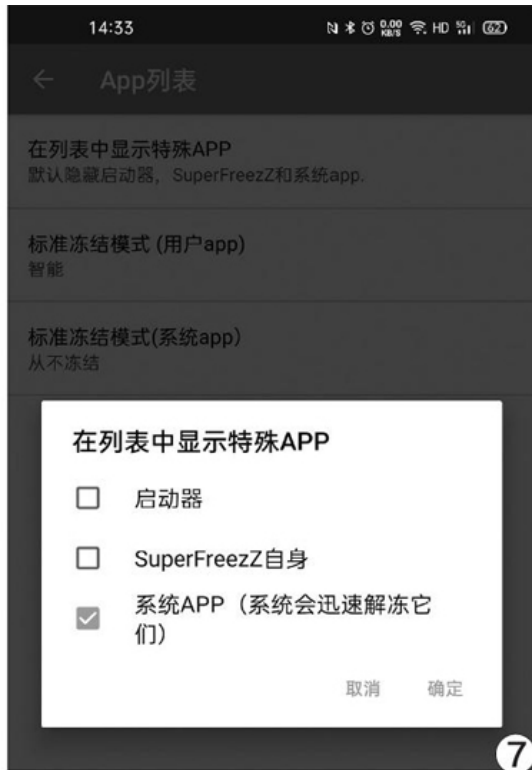 14:33 0.00 KB/S HD 5G 62
App列表
在列表中显示特殊APP
默认隐藏启动器，SuperFreezZ和系统app.
标准冻结模式 (用户app)
智能
标准冻结模式(系统app)
从不冻结
在列表中显示特殊APP
启动器
SuperFreezZ自身
系统APP（系统会迅速解冻它
们）
取消 确定
7